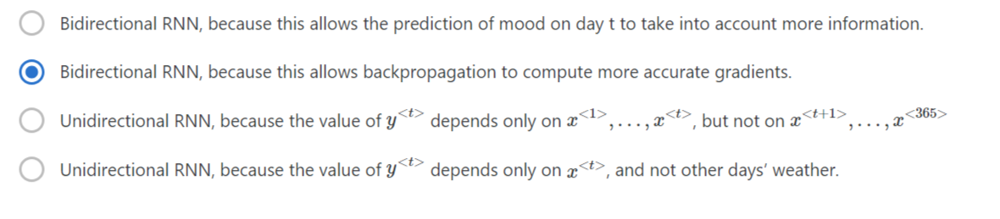 Bidirectional RNN, because this allows the prediction of mood on day t to take into account more information.
Bidirectional RNN, because this allows backpropagation to compute more accurate gradients.
Unidirectional RNN, because the value of y<t> depends only on x<1>,...,x<t>, but not on x<t+1>,...,x<365>
Unidirectional RNN, because the value of y<t> depends only on x<t>, and not other days' weather.